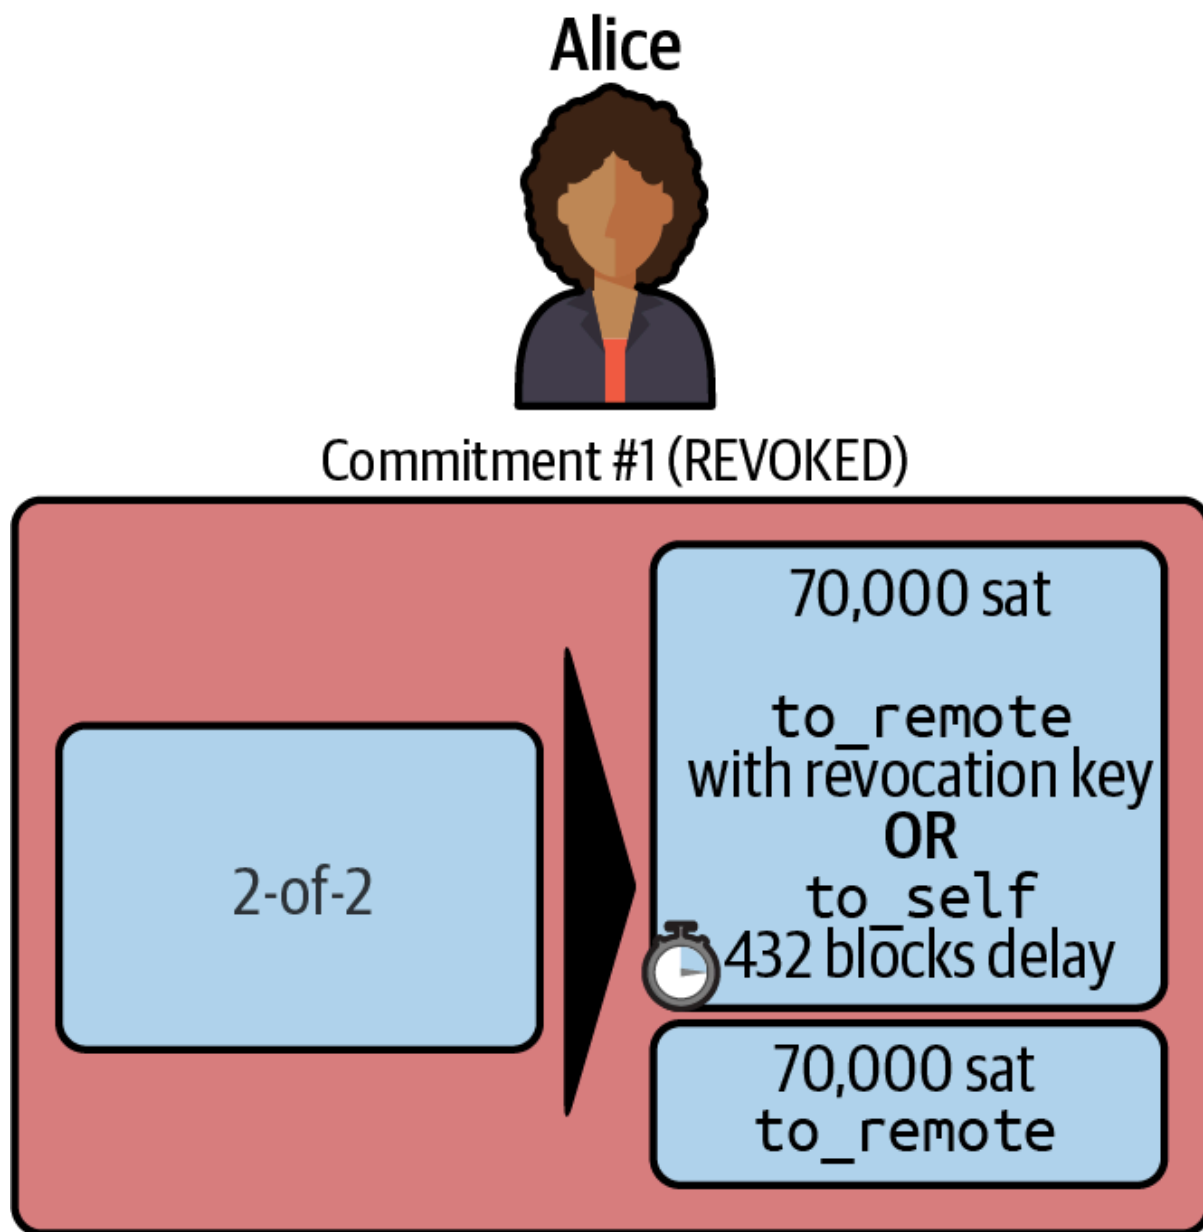 Alice
Commitment #1 (REVOKED)
2-of-2
70,000 sat
to_remote
with revocation key
OR
to_self
432 blocks delay
70,000 sat
to_remote